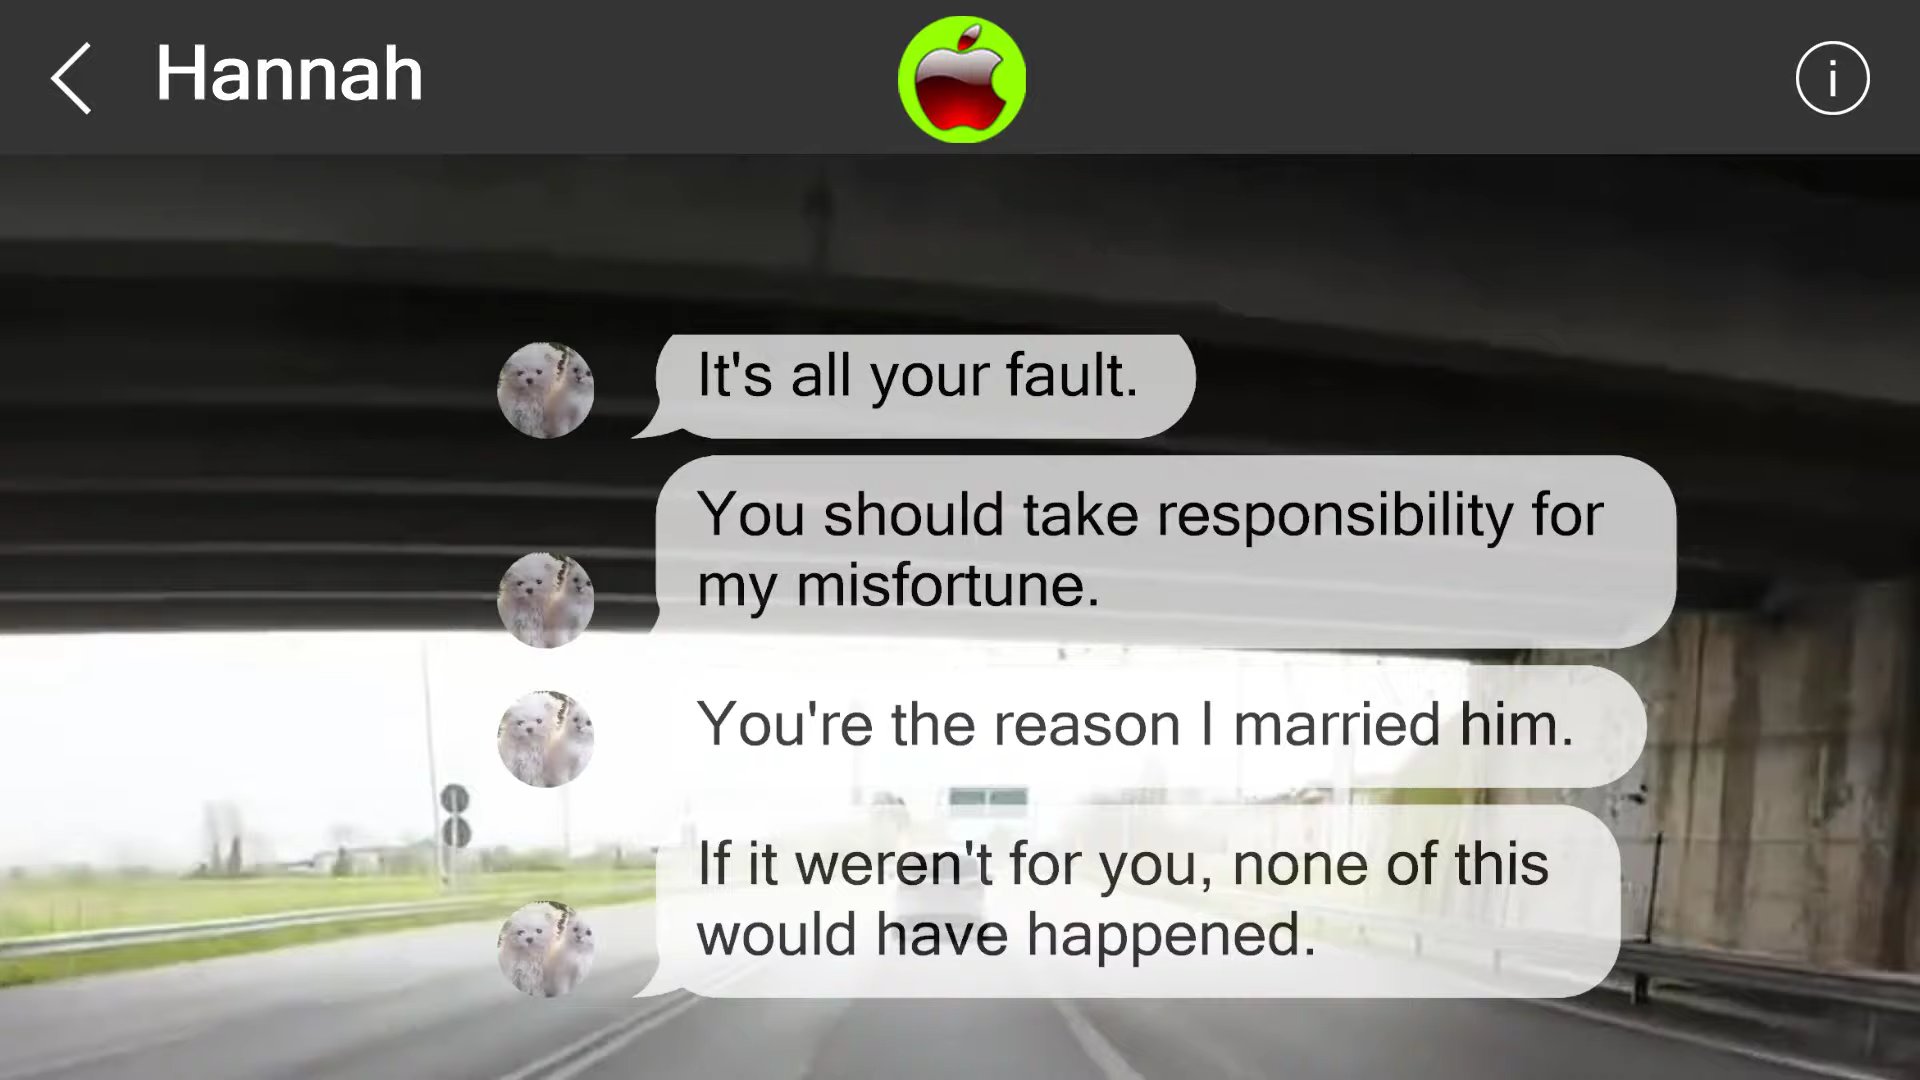 Hannah
It's all your fault.
You should take responsibility for
my misfortune.
You're the reason I married him.
If it weren't for you, none of this
would have happened.